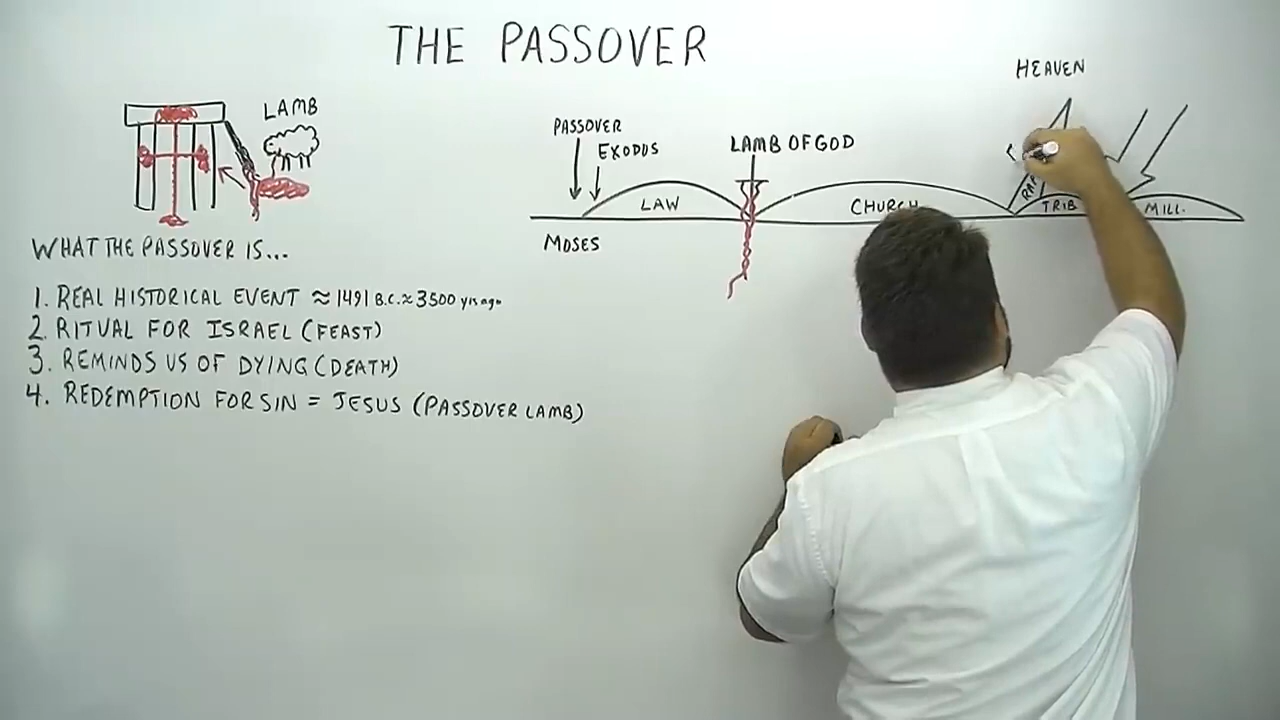 THE PASSOVER
HEAVEN
LAMB
PASSOVER
EXODUS
LAMB OF GOD
LAW
CHURCH
TRIB
MILL.
MOSES
WHAT THE PASSOVER IS...
1. REAL HISTORICAL EVENT ≈ 1491 B.C. ≈ 3500 yrs ago
2. RITUAL FOR ISRAEL (FEAST)
3. REMINDS US OF DYING (DEATH)
4. REDEMPTION FOR SIN = JESUS (PASSOVER LAMB)